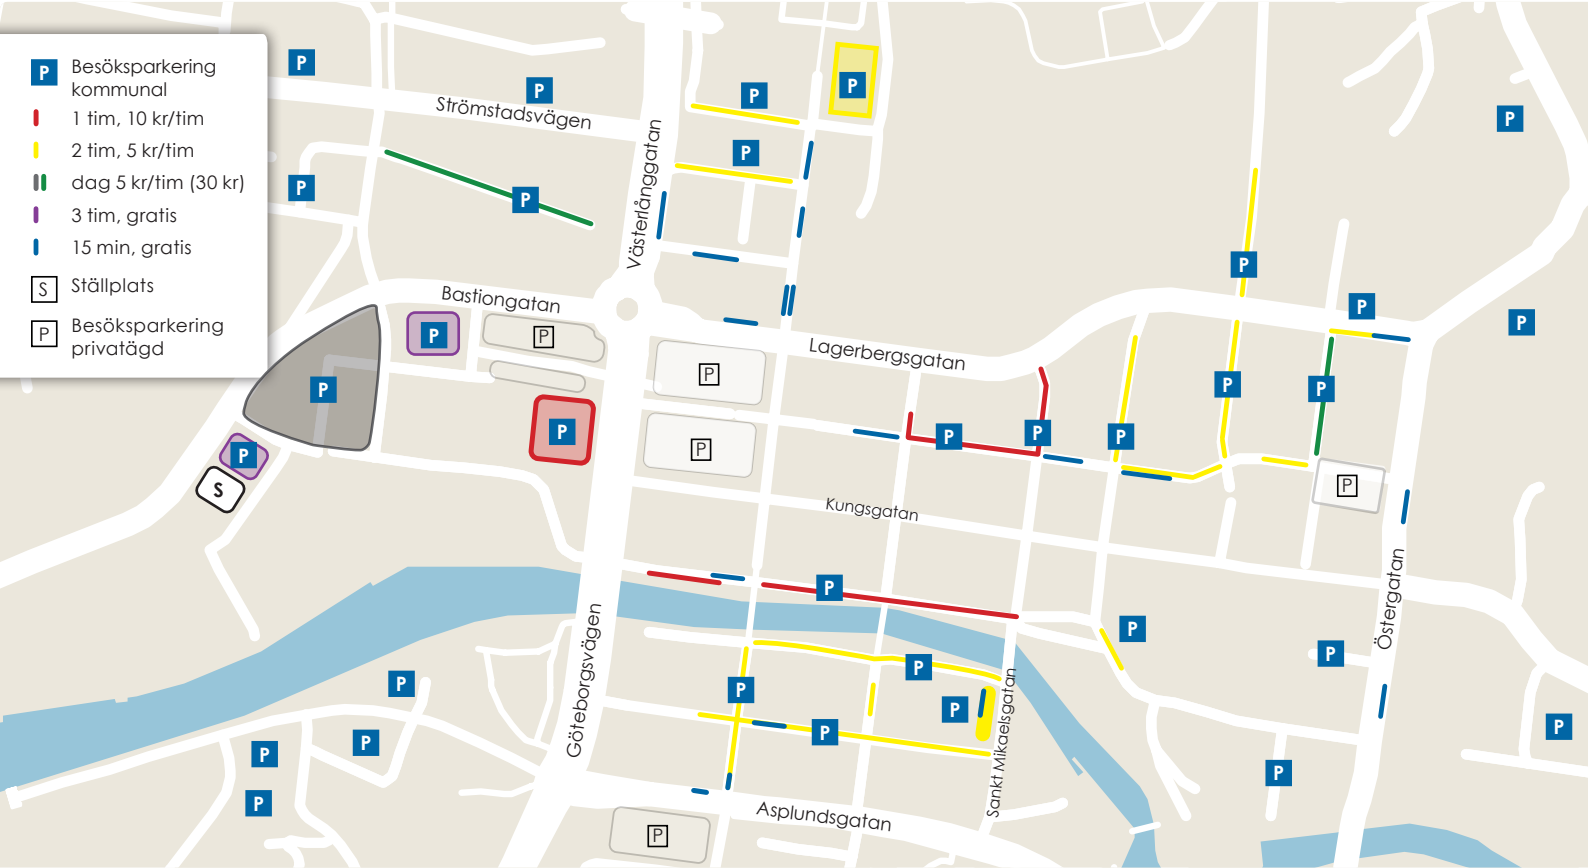 P Besöksparkering
kommunal
1 tim, 10 kr/tim
2 tim, 5 kr/tim
dag 5 kr/tim (30 kr)
3 tim, gratis
15 min, gratis
S Ställplats
P Besöksparkering
privatägd
P
P
P
P
P
Strömstadsvägen
P
P
P
P
Västerlånggatan
P
P
P
P
Bastiongatan
P
P
P
Lagerbergsgatan
P
P
P
P
P
P
P
P
P
P
P
P
S
P
Kungsgatan
P
P
Östergatan
P
P
Göteborgsvägen
P
P
P
P
Sankt Mikaelsgatan
P
P
P
P
P
P
Asplundsgatan
P